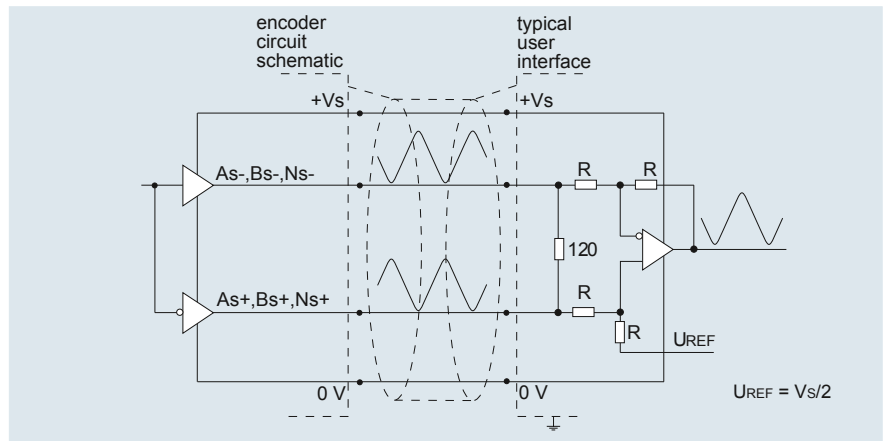 encoder
circuit
schematic
typical
user
interface
+Vs
+Vs
As-,Bs-,Ns-
R
R
120
As+,Bs+,Ns+
R
R
UREF
0 V
0 V
UREF = VS/2